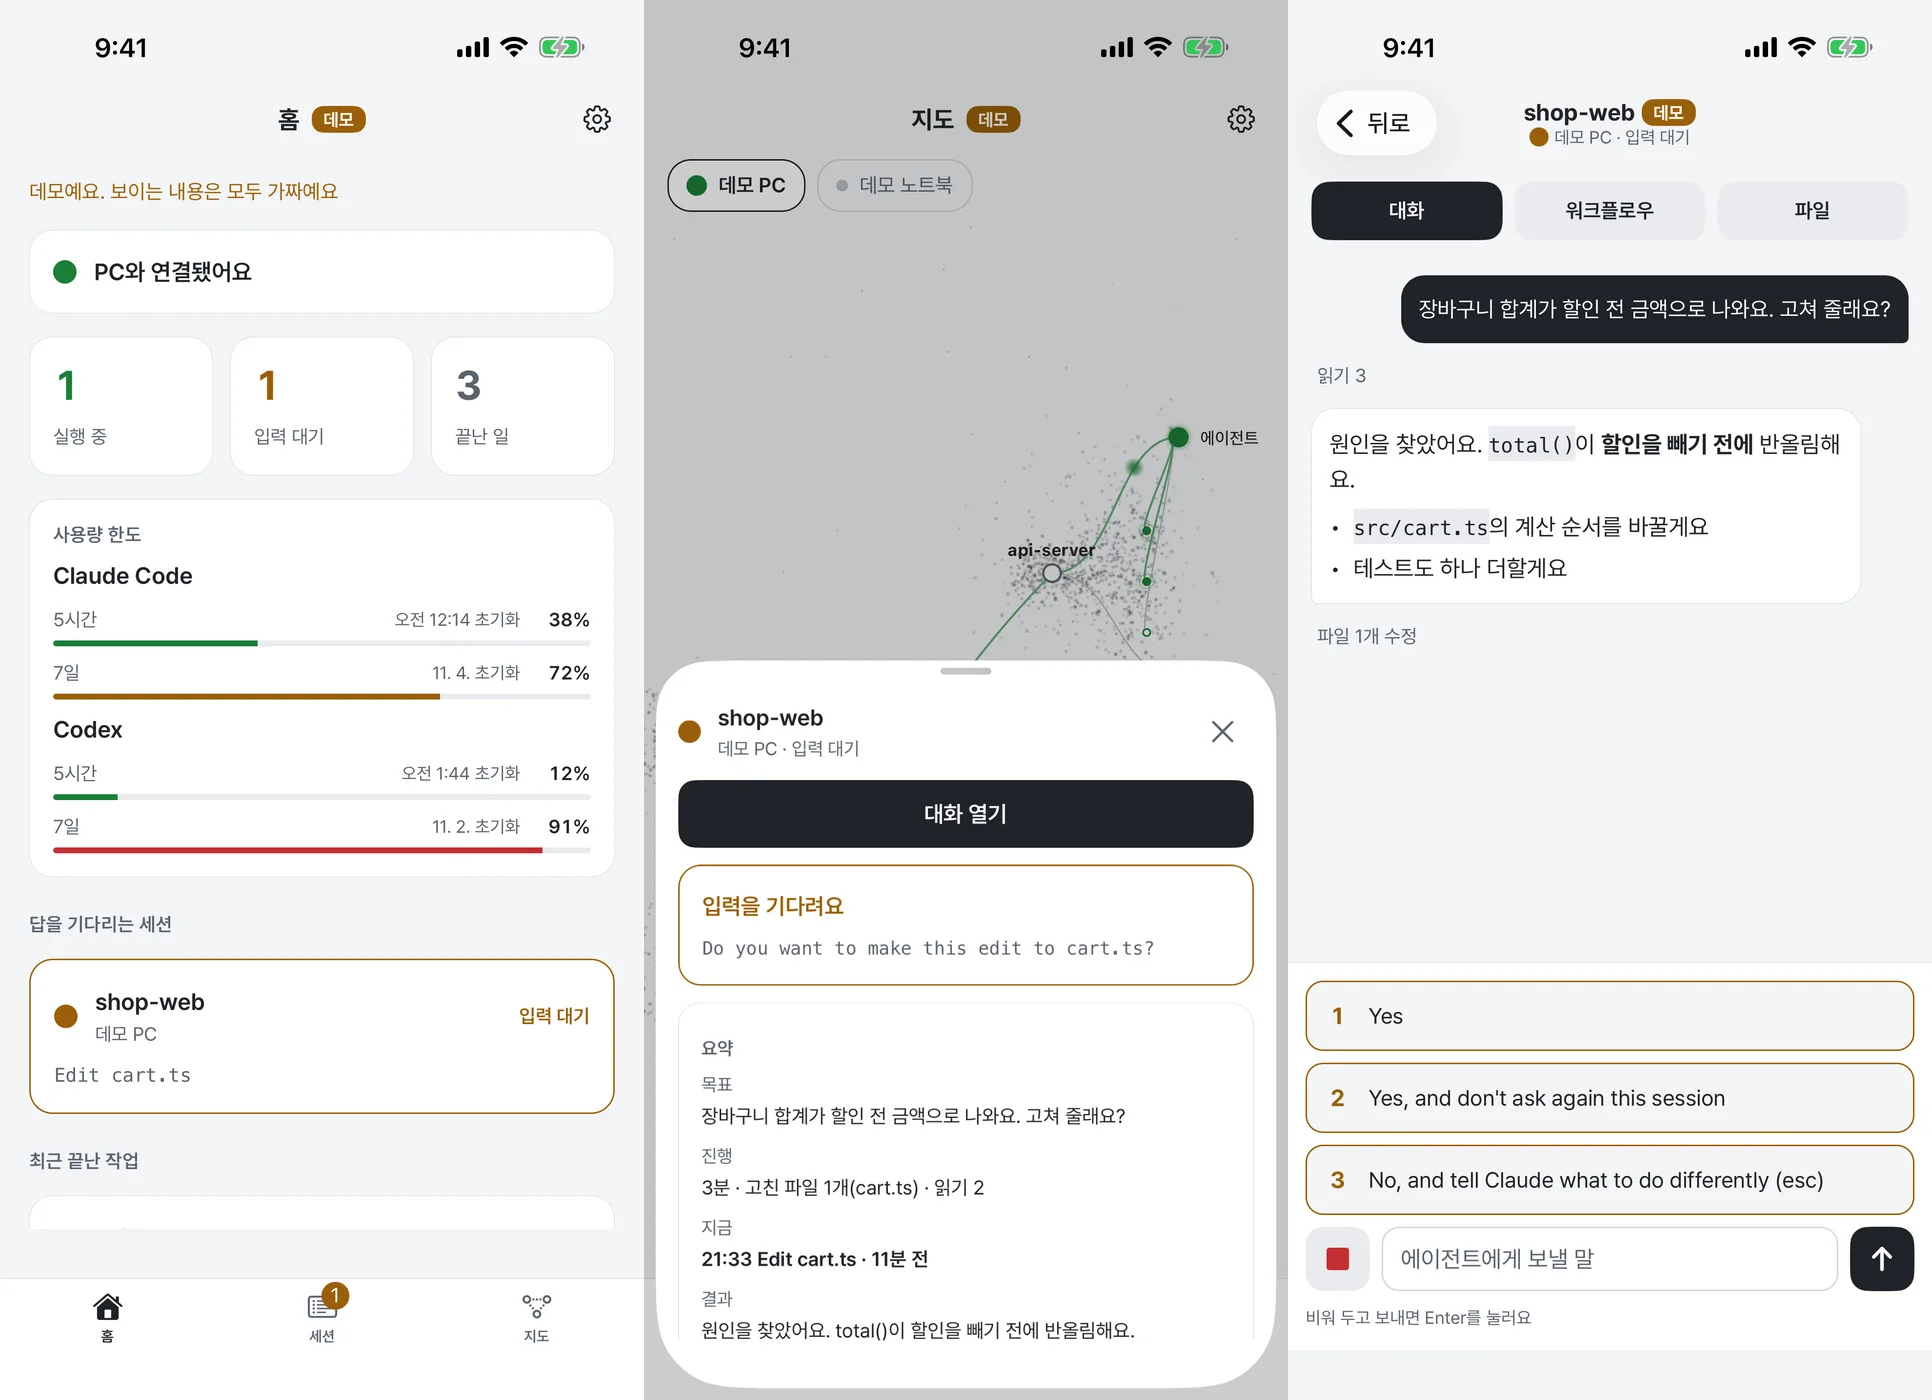 9:41
홈 데모
데모예요. 보이는 내용은 모두 가짜예요
PC와 연결됐어요
1
실행 중
1
입력 대기
3
끝난 일
사용량 한도
Claude Code
5시간 오전 12:14 초기화 38%
7일 11. 4. 초기화 72%
Codex
5시간 오전 1:44 초기화 12%
7일 11. 2. 초기화 91%
답을 기다리는 세션
shop-web
데모 PC
입력 대기
Edit cart.ts
최근 끝난 작업
홈
1
세션
지도
9:41
지도 데모
데모 PC
데모 노트북
에이전트
api-server
shop-web
데모 PC · 입력 대기
대화 열기
입력을 기다려요
Do you want to make this edit to cart.ts?
요약
목표
장바구니 합계가 할인 전 금액으로 나와요. 고쳐 줄래요?
진행
3분 · 고친 파일 1개(cart.ts) · 읽기 2
지금
21:33 Edit cart.ts · 11분 전
결과
원인을 찾았어요. total()이 할인을 빼기 전에 반올림해요.
9:41
뒤로
shop-web 데모
데모 PC · 입력 대기
대화
워크플로우
파일
장바구니 합계가 할인 전 금액으로 나와요. 고쳐 줄래요?
읽기 3
원인을 찾았어요. total()이 할인을 빼기 전에 반올림해
요.
• src/cart.ts의 계산 순서를 바꿀게요
• 테스트도 하나 더할게요
파일 1개 수정
1 Yes
2 Yes, and don't ask again this session
3 No, and tell Claude what to do differently (esc)
에이전트에게 보낼 말
비워 두고 보내면 Enter를 눌러요